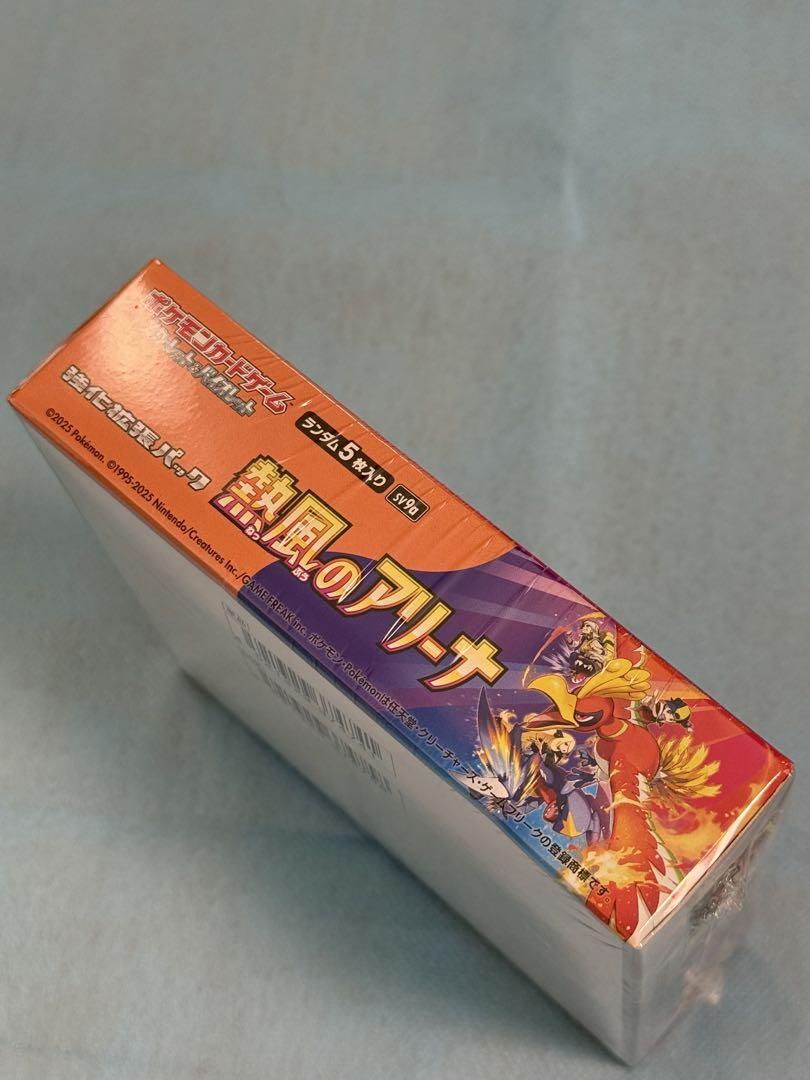 ポケモンカードゲーム
スカーレット&バイオレット
強化拡張パック
ランダム5枚入り
sv9a
熱風のアリーナ
ねっ ぷう
©2025 Pokémon. ©1995-2025 Nintendo/Creatures Inc./GAME FREAK inc. ポケモン・Pokémonは任天堂・クリーチャーズ・ゲームフリークの登録商標です。